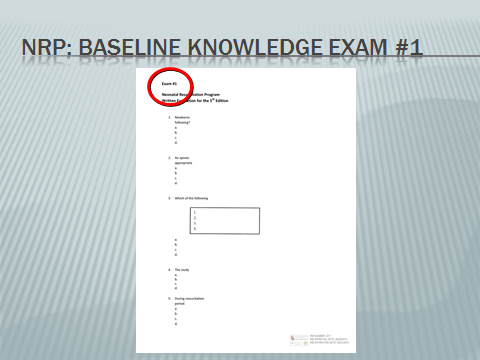 NRP: BASELINE KNOWLEDGE EXAM #1
Exam #1
Neonatal Resuscitation Program
Written Evaluation for the 5th Edition
1. Newborns
following?
a.
b.
c.
d.
2. An apneic
appropriate
a.
b.
c.
d.
3. Which of the following
1.
2.
3.
4.
a.
b.
c.
d.
4. The study
a.
b.
c.
d.
5. During resuscitation
period.
a.
b.
c.
d.